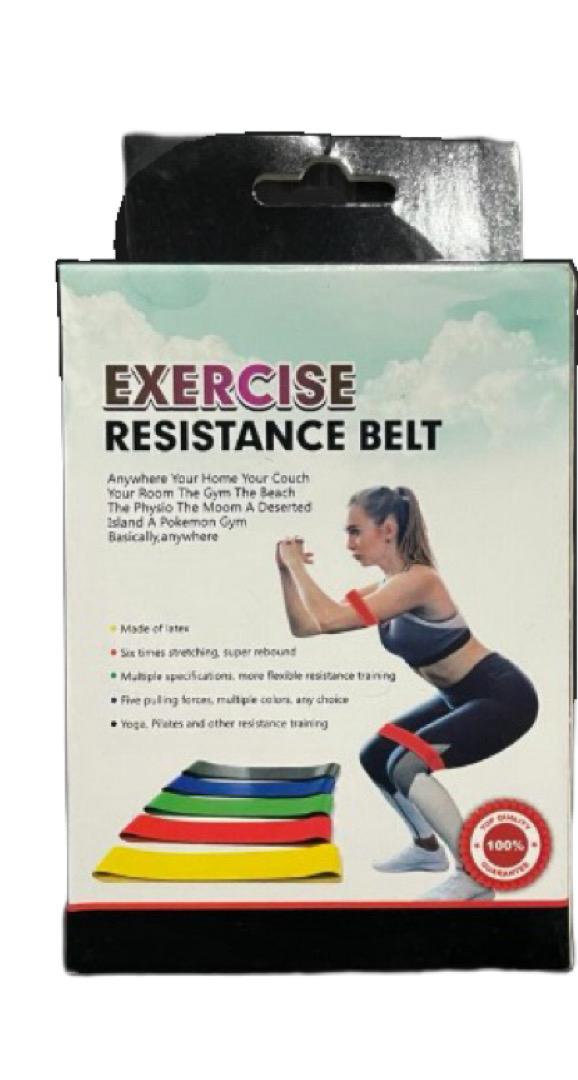 EXERCISE
RESISTANCE BELT
Anywhere Your Home Your Couch
Your Room The Gym The Beach
The Physio The Moom A Deserted
Island A Pokemon Gym
Basically,anywhere
Made of latex
Six times stretching, super rebound
Multiple specifications, more flexible resistance training
Five pulling forces, multiple colors, any choice
Yoga, Pilates and other resistance training
TOP QUALITY
100%
GUARANTEE